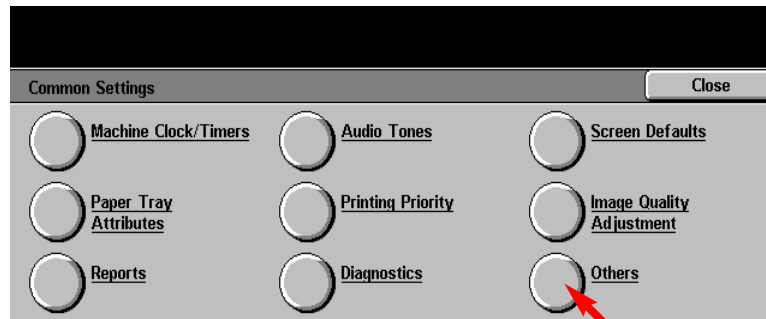 Common Settings
Close
Machine Clock/Timers
Audio Tones
Screen Defaults
Paper Tray
Attributes
Printing Priority
Image Quality
Adjustment
Reports
Diagnostics
Others